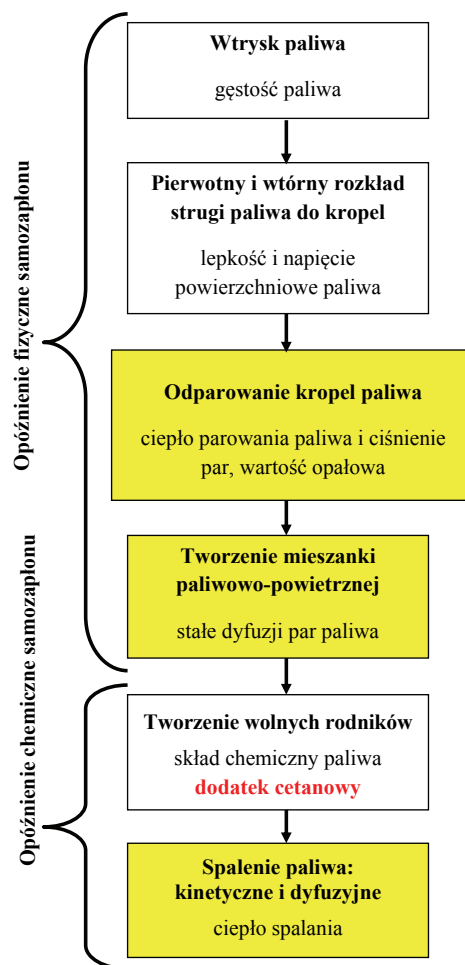 Opóźnienie fizyczne samozapłonu
Wtrysk paliwa
gęstość paliwa
Pierwotny i wtórny rozkład
strugi paliwa do kropel
lepkość i napięcie
powierzchniowe paliwa
Odparowanie kropel paliwa
ciepło parowania paliwa i ciśnienie
par, wartość opałowa
Tworzenie mieszanki
paliwowo-powietrznej
stałe dyfuzji par paliwa
Opóźnienie chemiczne samozapłonu
Tworzenie wolnych rodników
skład chemiczny paliwa
dodatek cetanowy
Spalenie paliwa:
kinetyczne i dyfuzyjne
ciepło spalania